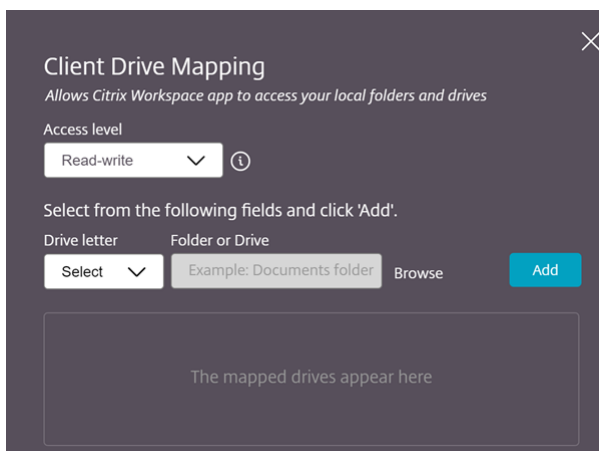 Client Drive Mapping
Allows Citrix Workspace app to access your local folders and drives
Access level
Read-write
Select from the following fields and click 'Add'.
Drive letter Folder or Drive
Select Example: Documents folder Browse Add
The mapped drives appear here